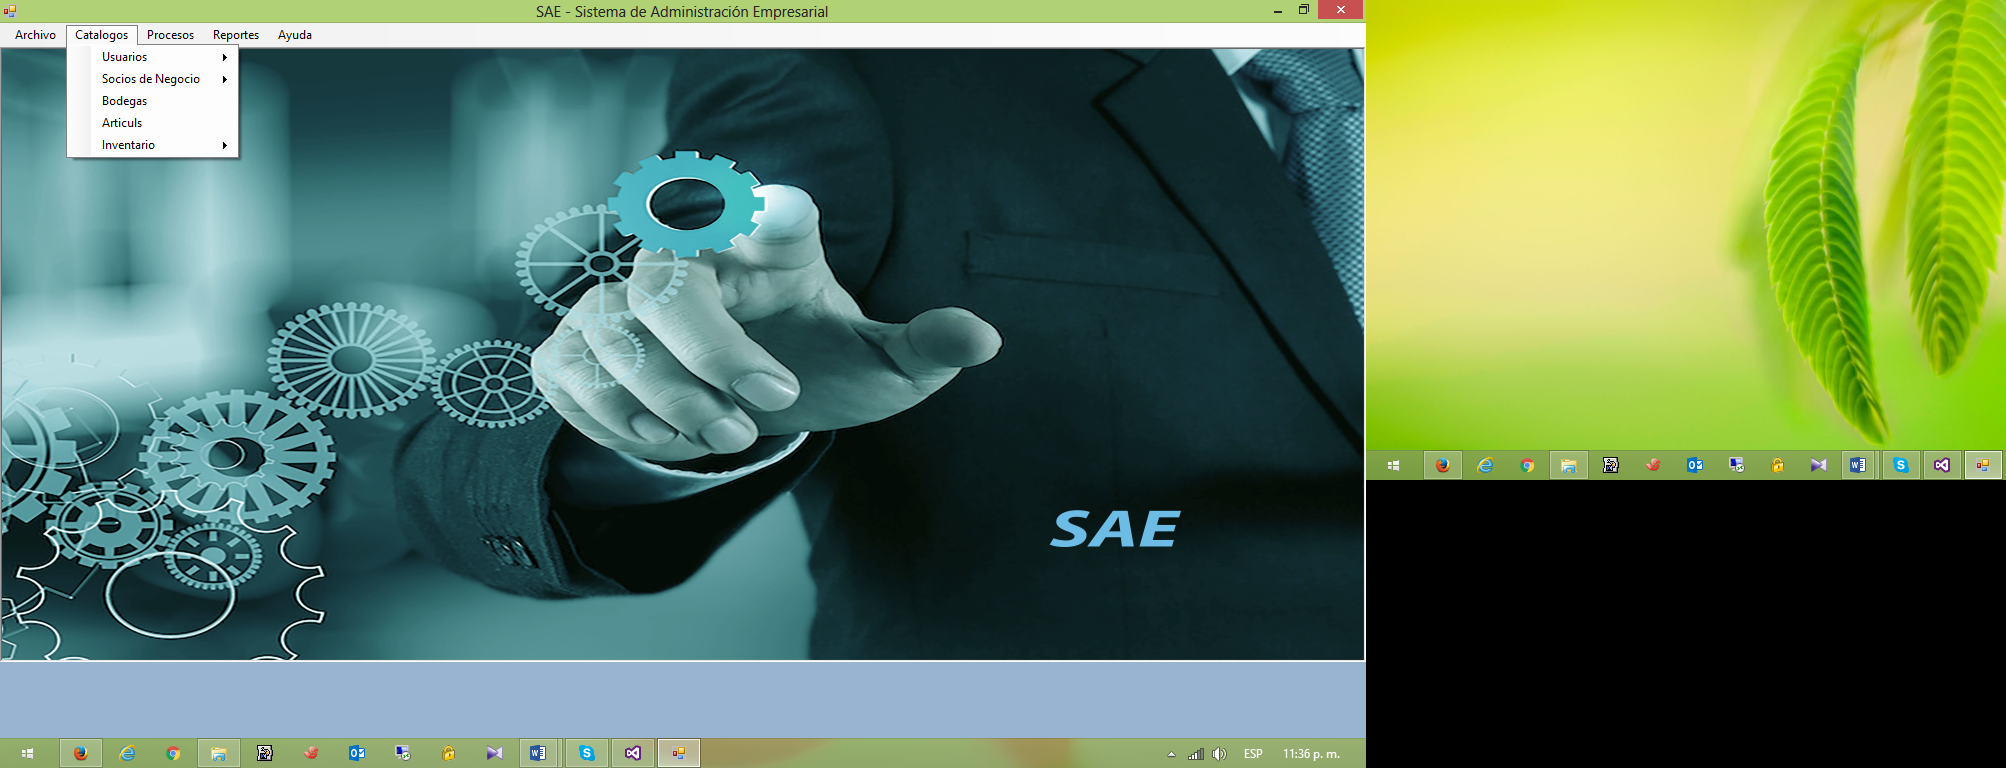 SAE - Sistema de Administración Empresarial
Archivo Catalogos Procesos Reportes Ayuda
Usuarios
Socios de Negocio
Bodegas
Articuls
Inventario
SAE
ESP 11:36 p. m.